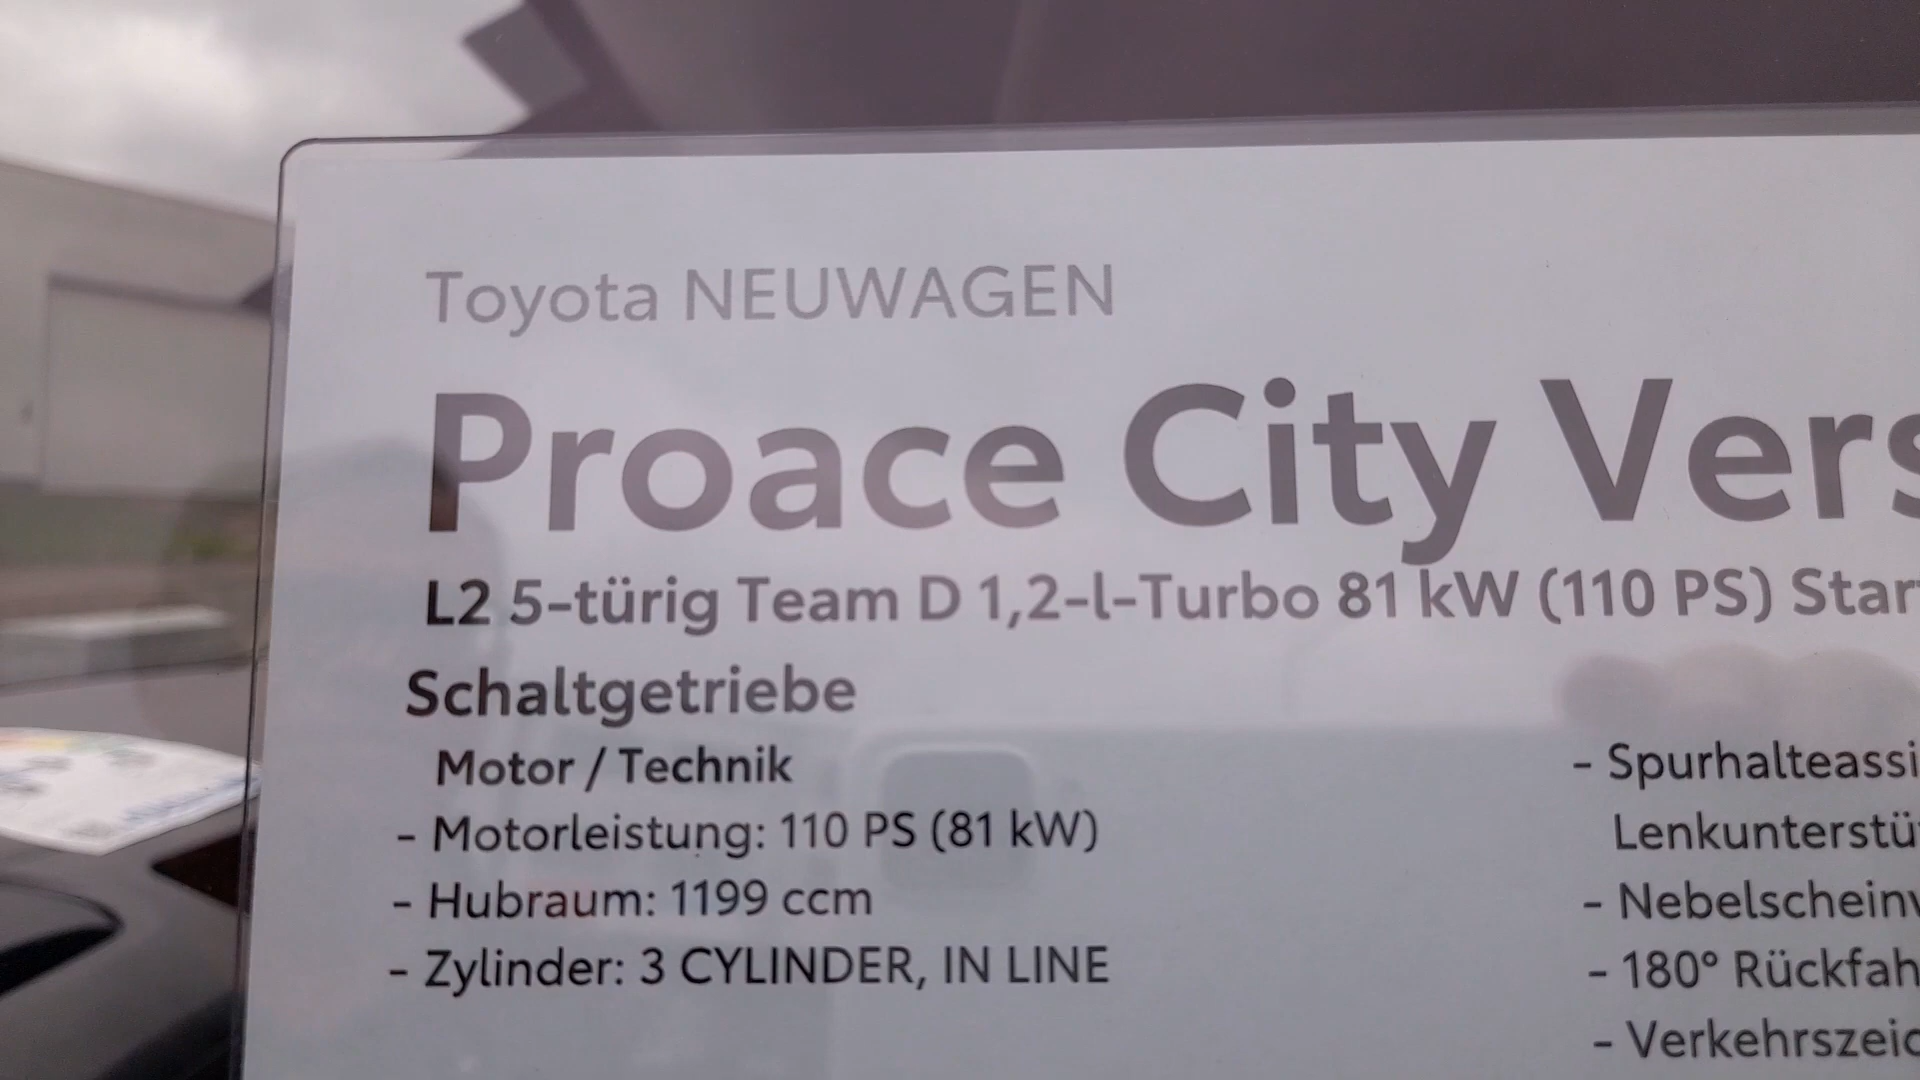 Toyota NEUWAGEN
Proace City Vers
L2 5-türig Team D 1,2-l-Turbo 81 kW (110 PS) Star
Schaltgetriebe
Motor / Technik
- Motorleistung: 110 PS (81 kW)
- Hubraum: 1199 ccm
- Zylinder: 3 CYLINDER, IN LINE
- Spurhalteassi
Lenkunterstü
- Nebelschein
- 180° Rückfah
- Verkehrszeic